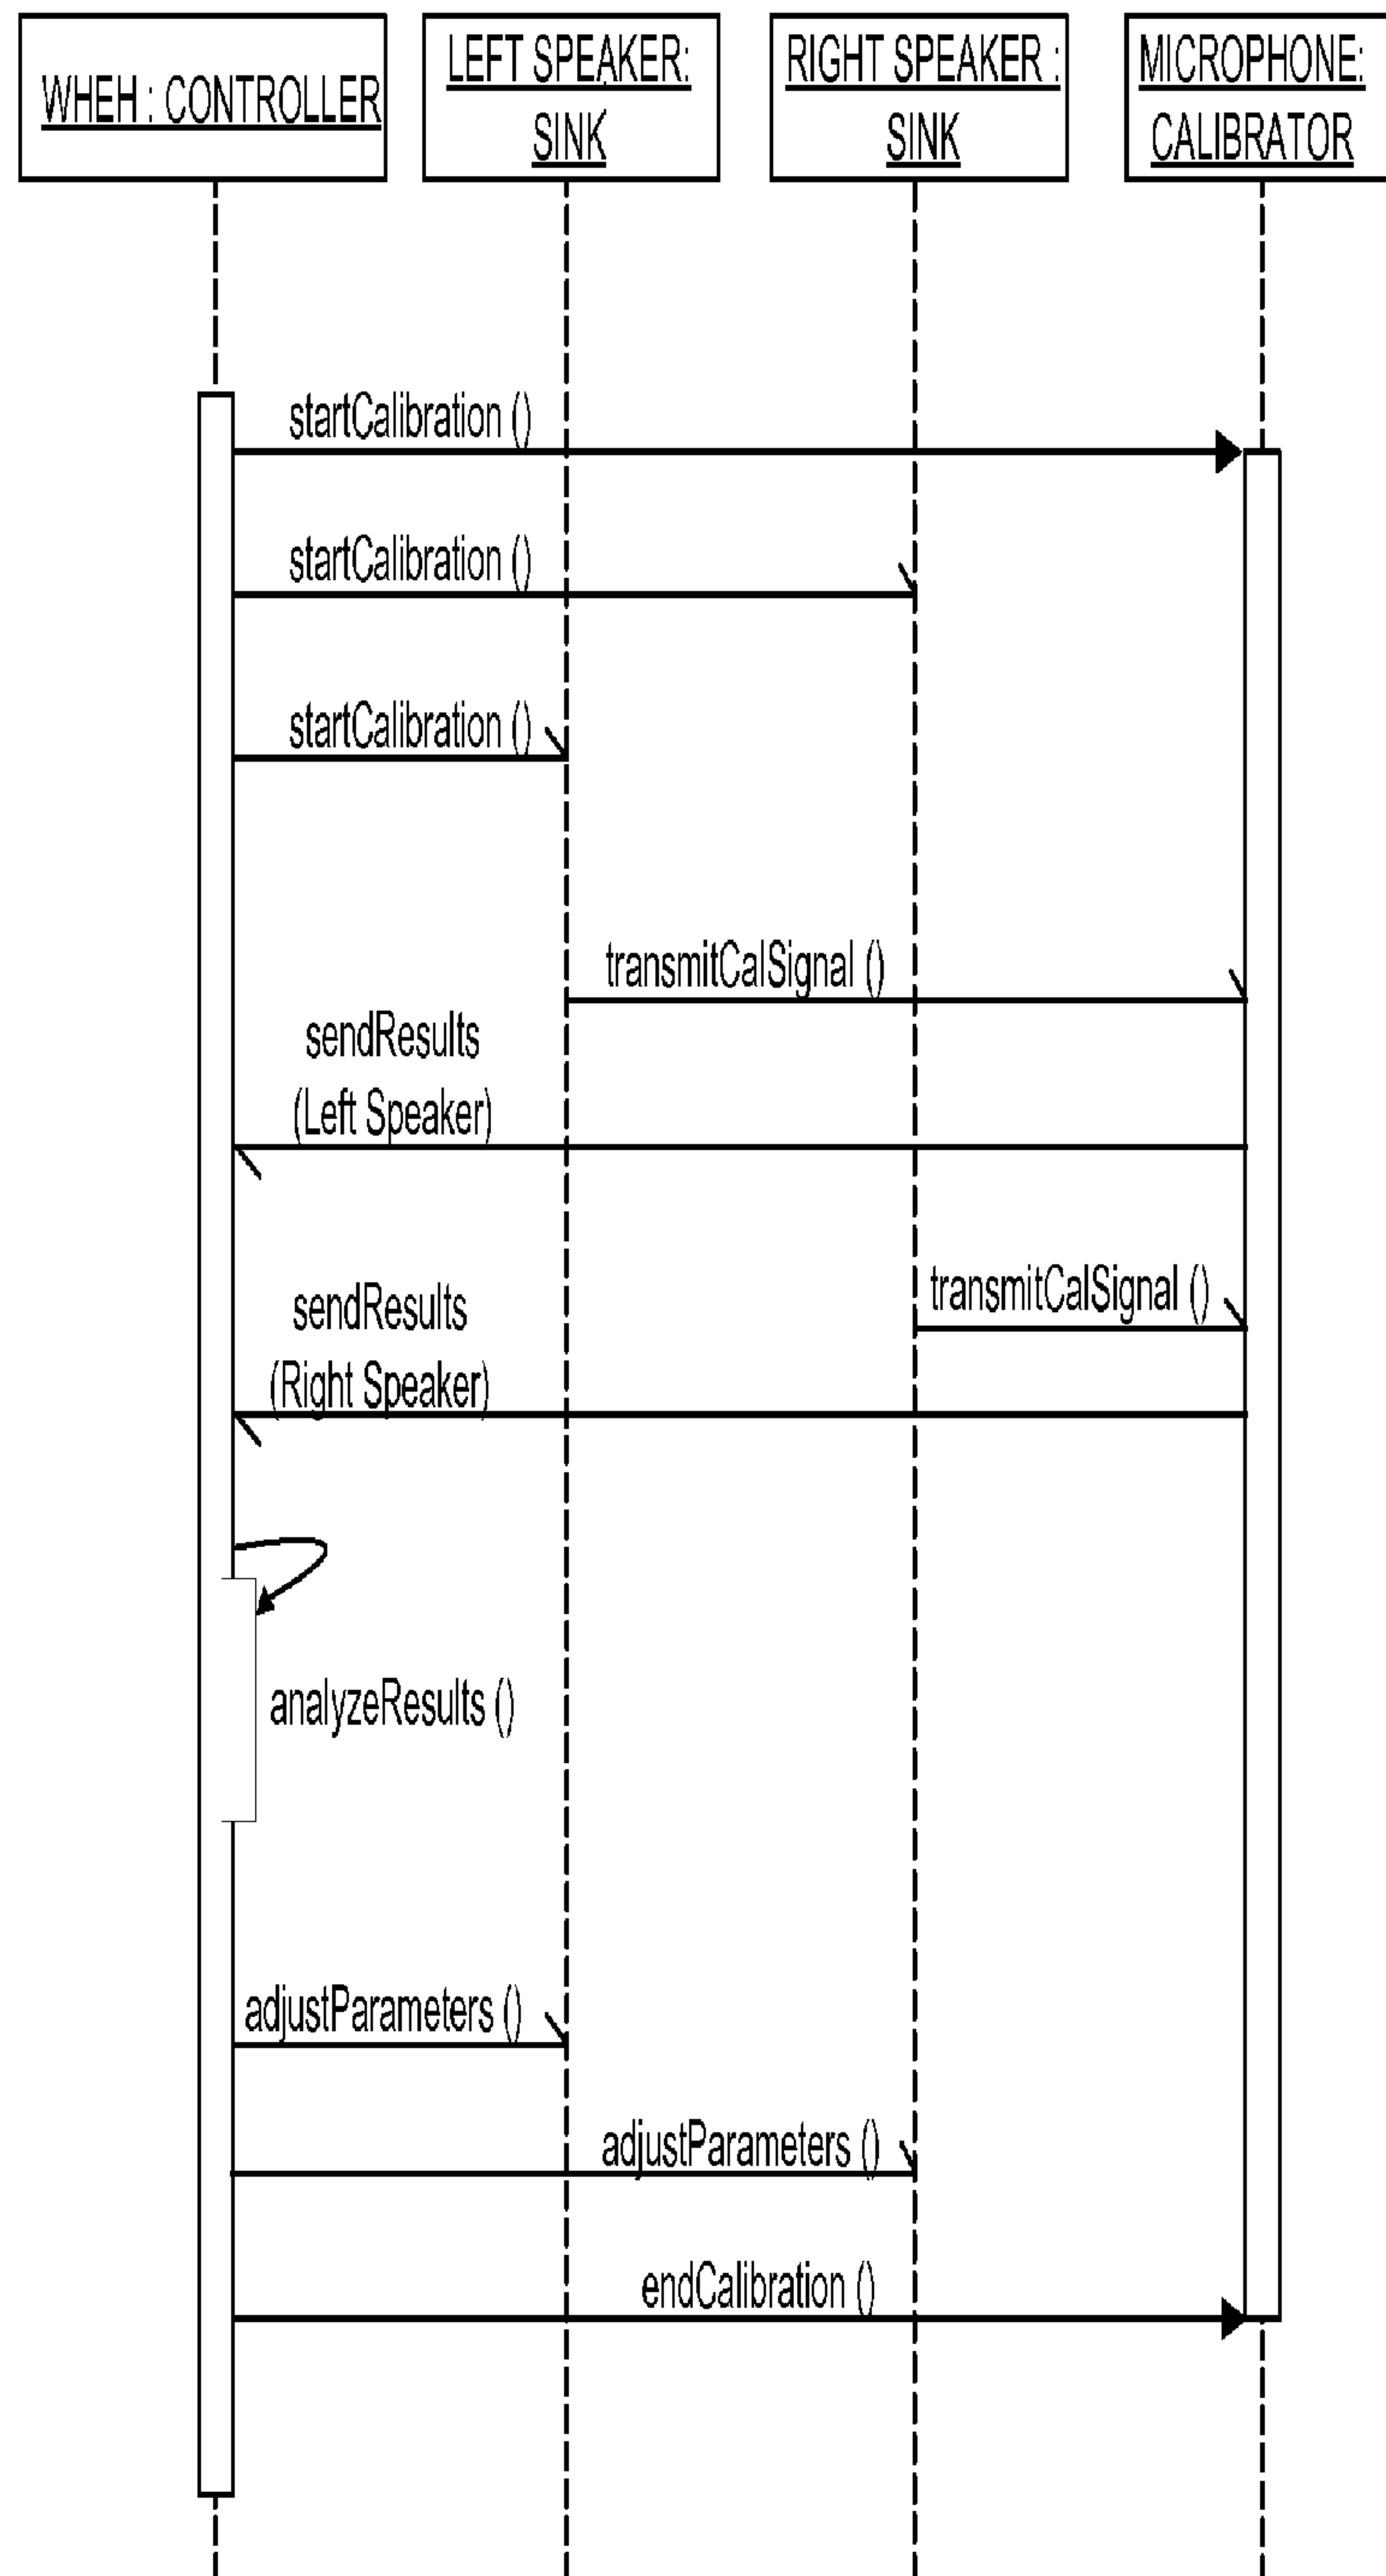 WHEH : CONTROLLER
LEFT SPEAKER:
SINK
RIGHT SPEAKER :
SINK
MICROPHONE:
CALIBRATOR
startCalibration ()
startCalibration ()
startCalibration ()
transmitCalSignal ()
sendResults
(Left Speaker)
transmitCalSignal ()
sendResults
(Right Speaker)
analyzeResults ()
adjustParameters ()
adjustParameters ()
endCalibration ()